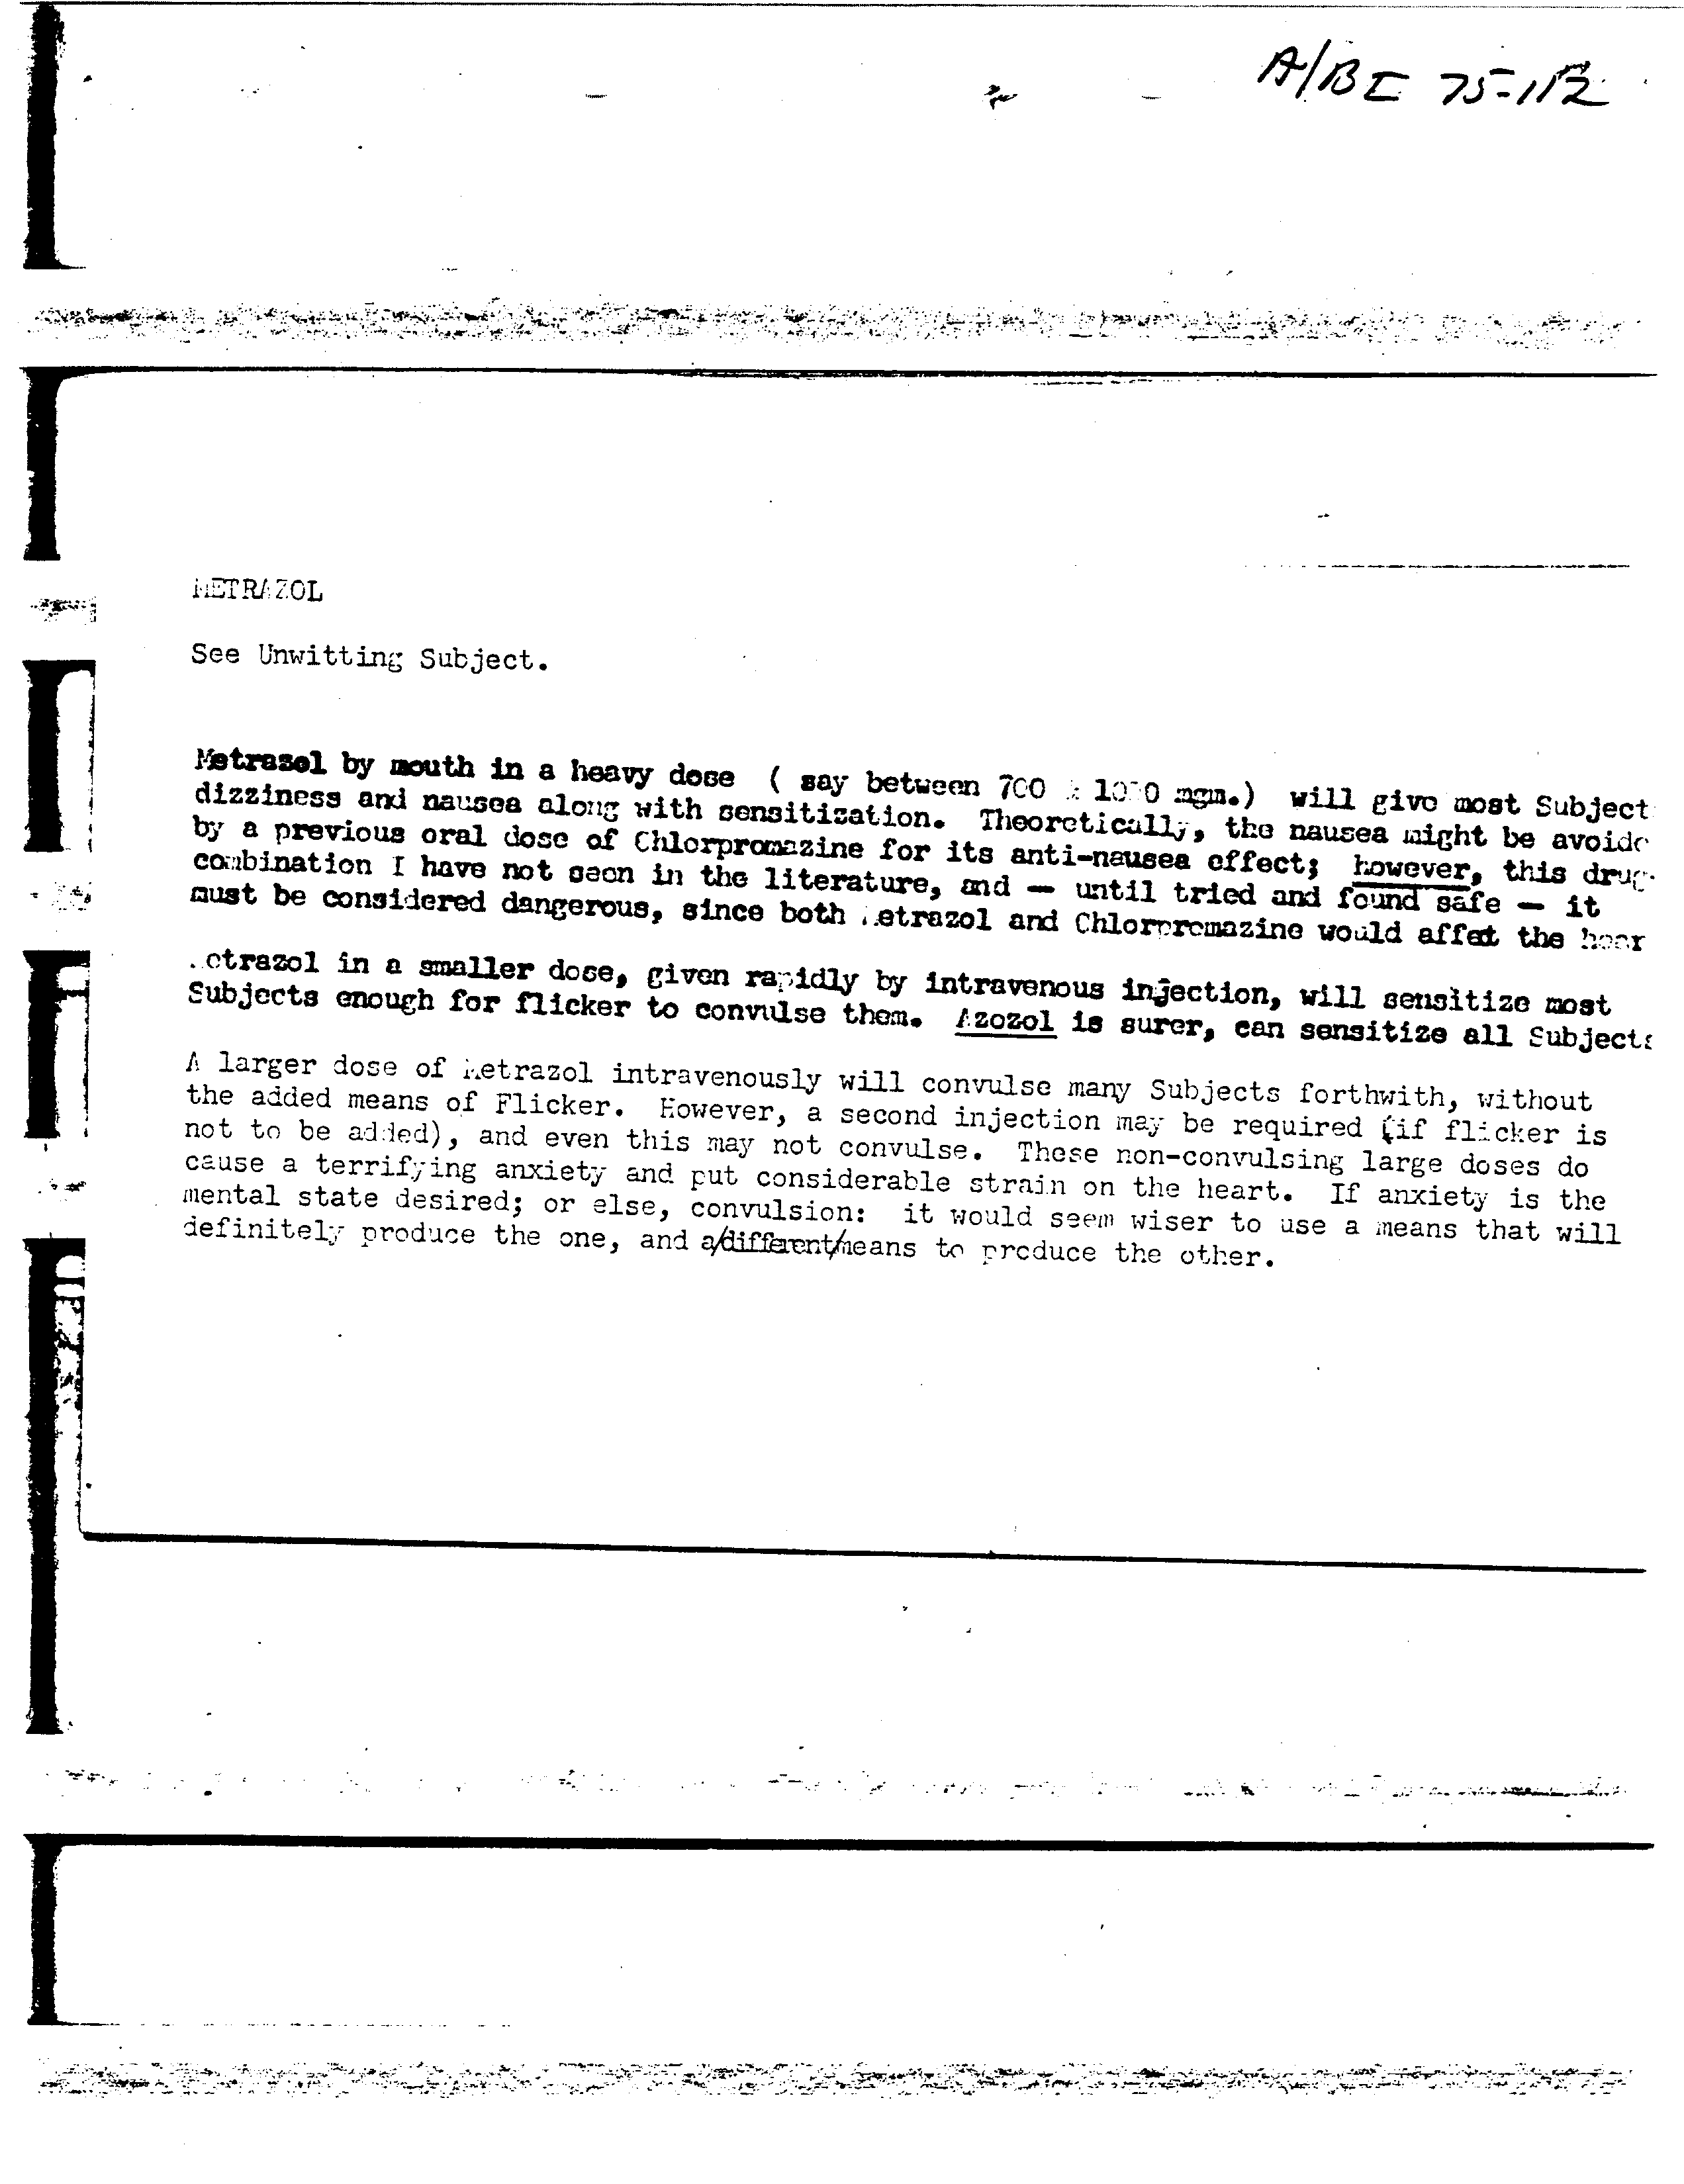 A/BE 75-112
METRAZOL
See Unwitting Subject.
Metrazol by mouth in a heavy dose ( say between 700 mgm.) will give most Subject
dizziness and nausea along with sensitization. Theoretically, the nausea might be avoide
by a previous oral dose of Chlorpromazine for its anti-nausea effect; however, this drug
combination I have not seen in the literature, and — until tried and found safe — it
must be considered dangerous, since both Metrazol and Chlorpromazine would affet the hear
Metrazol in a smaller dose, given rapidly by intravenous injection, will sensitize most
Subjects enough for flicker to convulse them. Azozol is surer, can sensitize all Subjects
A larger dose of Metrazol intravenously will convulse many Subjects forthwith, without
the added means of Flicker. However, a second injection may be required (if flicker is
not to be added), and even this may not convulse. These non-convulsing large doses do
cause a terrifying anxiety and put considerable strain on the heart. If anxiety is the
mental state desired; or else, convulsion: it would seem wiser to use a means that will
definitely produce the one, and a/different/means to produce the other.